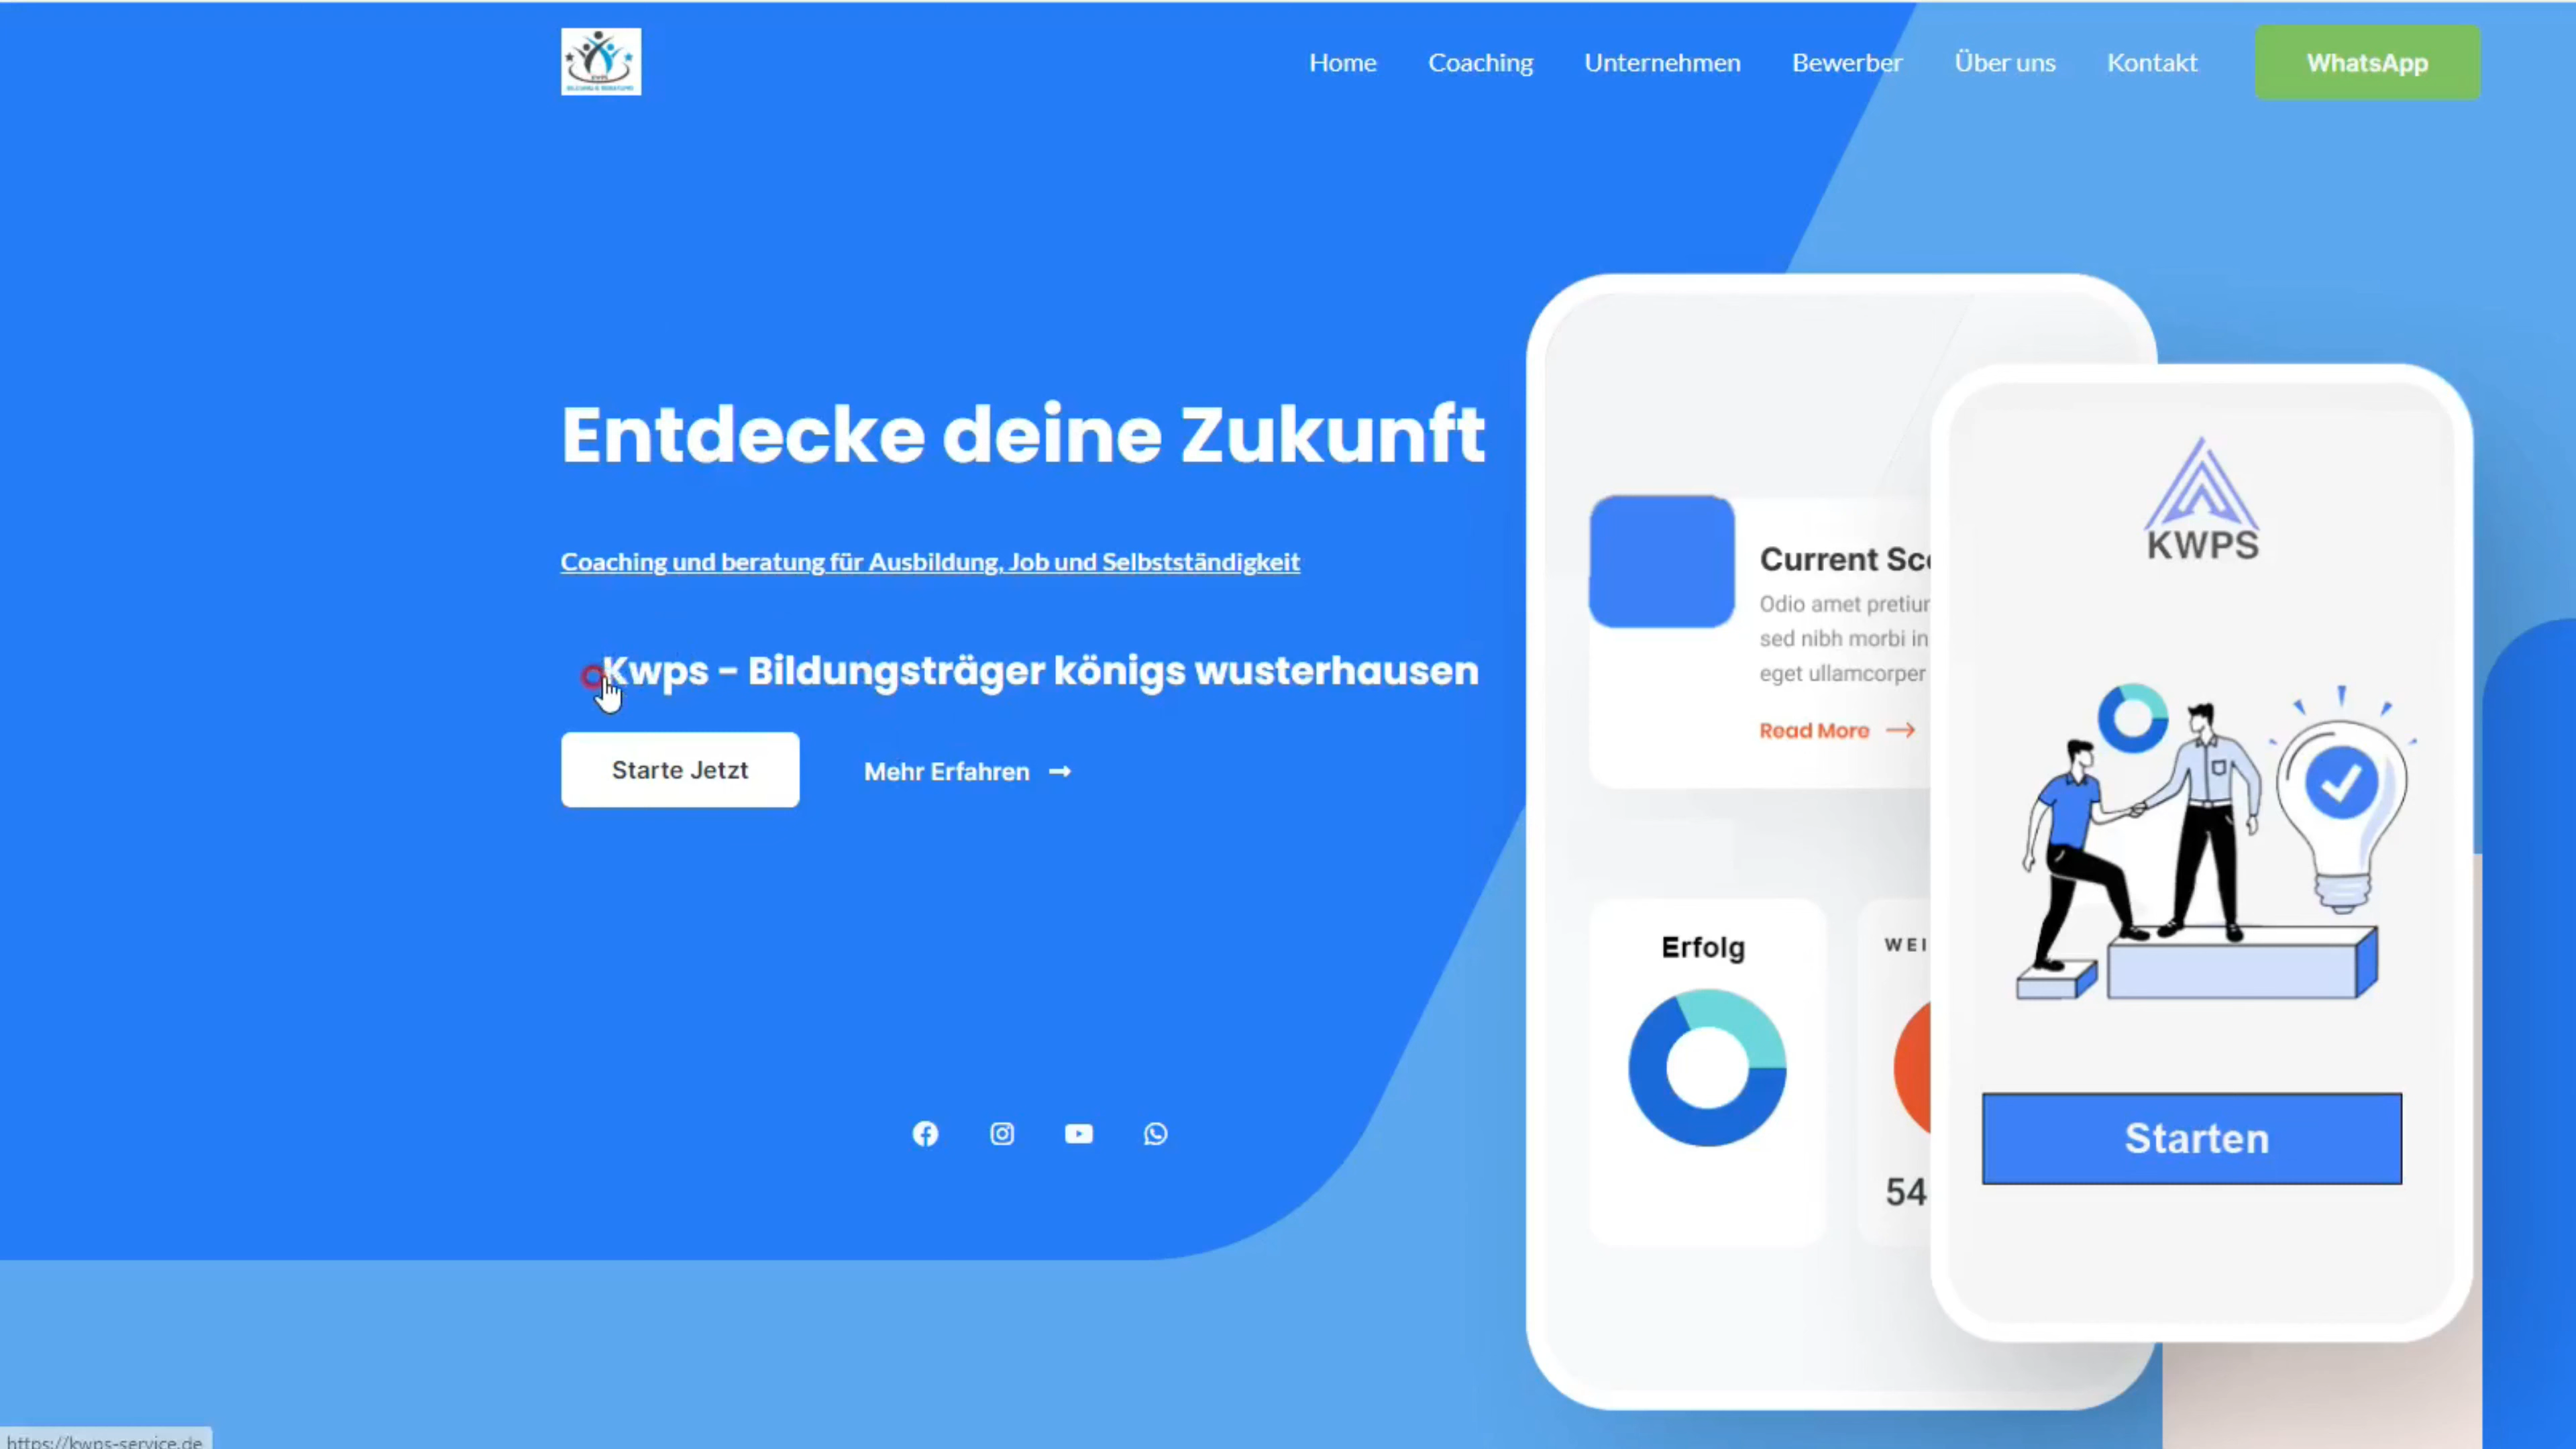 Home Coaching Unternehmen Bewerber Über uns Kontakt WhatsApp
Entdecke deine Zukunft
Coaching und beratung für Ausbildung, Job und Selbstständigkeit
Kwps – Bildungsträger königs wusterhausen
Starte Jetzt
Mehr Erfahren →
Current Sco
Odio amet pretiur
sed nibh morbi in
eget ullamcorper
Read More →
Erfolg
WEI
54
KWPS
Starten
https://kwps-service.de